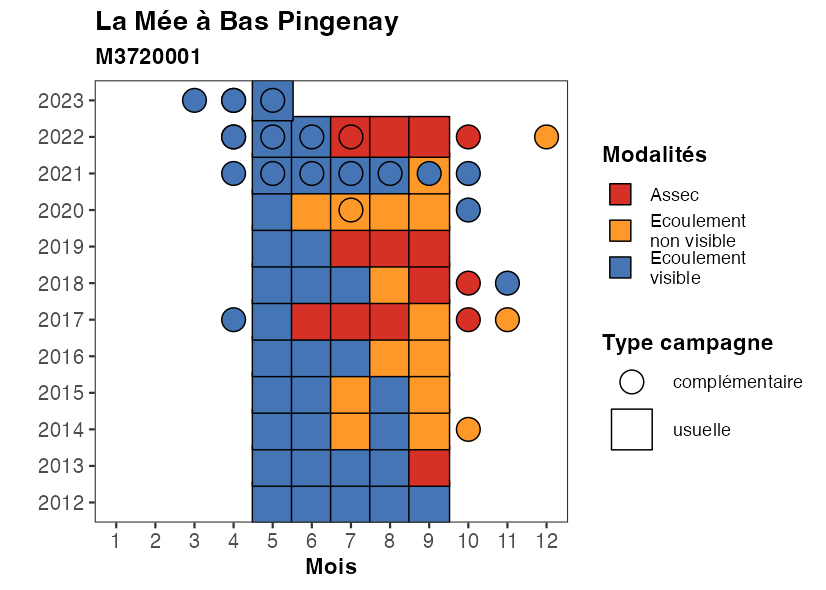 La Mée à Bas Pingenay
M3720001
2023
2022
2021
2020
2019
2018
2017
2016
2015
2014
2013
2012
1 2 3 4 5 6 7 8 9 10 11 12
Mois
Modalités
Assec
Ecoulement
non visible
Ecoulement
visible
Type campagne
complémentaire
usuelle